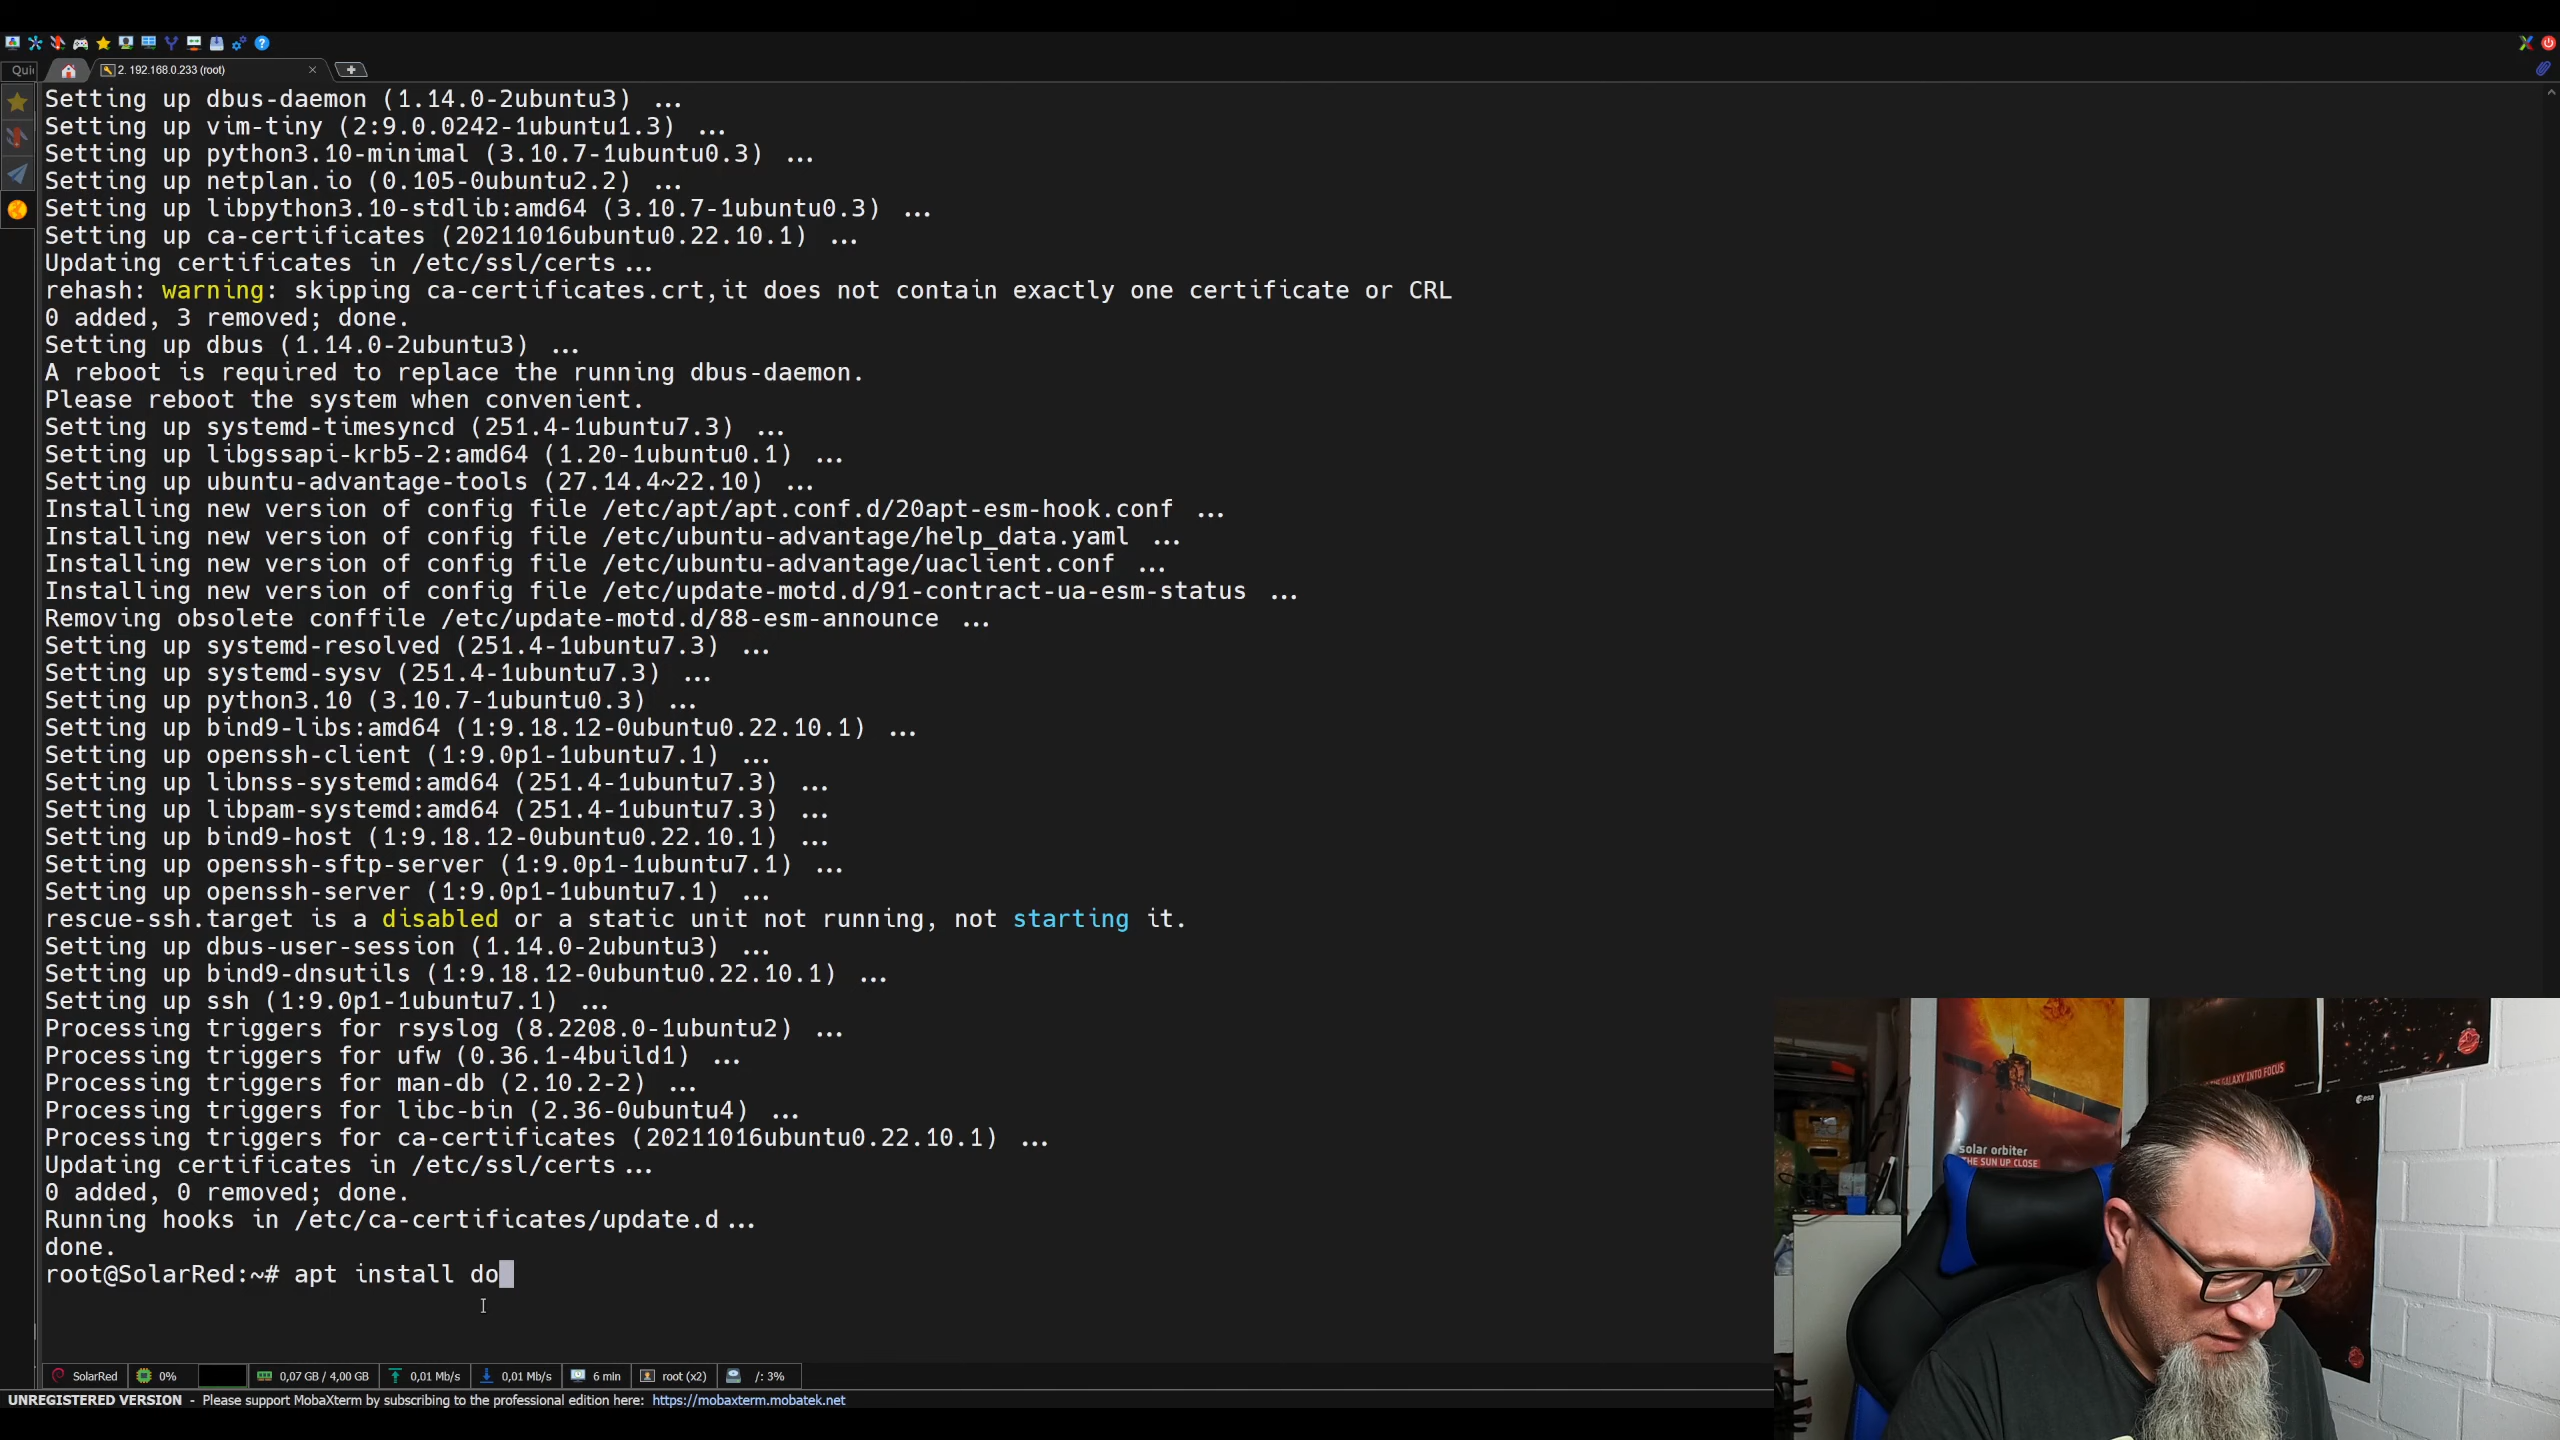 Qui
2. 192.168.0.233 (root)
Setting up dbus-daemon (1.14.0-2ubuntu3) ...
Setting up vim-tiny (2:9.0.0242-1ubuntu1.3) ...
Setting up python3.10-minimal (3.10.7-1ubuntu0.3) ...
Setting up netplan.io (0.105-0ubuntu2.2) ...
Setting up libpython3.10-stdlib:amd64 (3.10.7-1ubuntu0.3) ...
Setting up ca-certificates (20211016ubuntu0.22.10.1) ...
Updating certificates in /etc/ssl/certs...
rehash: warning: skipping ca-certificates.crt,it does not contain exactly one certificate or CRL
0 added, 3 removed; done.
Setting up dbus (1.14.0-2ubuntu3) ...
A reboot is required to replace the running dbus-daemon.
Please reboot the system when convenient.
Setting up systemd-timesyncd (251.4-1ubuntu7.3) ...
Setting up libgssapi-krb5-2:amd64 (1.20-1ubuntu0.1) ...
Setting up ubuntu-advantage-tools (27.14.4~22.10) ...
Installing new version of config file /etc/apt/apt.conf.d/20apt-esm-hook.conf ...
Installing new version of config file /etc/ubuntu-advantage/help_data.yaml ...
Installing new version of config file /etc/ubuntu-advantage/uaclient.conf ...
Installing new version of config file /etc/update-motd.d/91-contract-ua-esm-status ...
Removing obsolete conffile /etc/update-motd.d/88-esm-announce ...
Setting up systemd-resolved (251.4-1ubuntu7.3) ...
Setting up systemd-sysv (251.4-1ubuntu7.3) ...
Setting up python3.10 (3.10.7-1ubuntu0.3) ...
Setting up bind9-libs:amd64 (1:9.18.12-0ubuntu0.22.10.1) ...
Setting up openssh-client (1:9.0p1-1ubuntu7.1) ...
Setting up libnss-systemd:amd64 (251.4-1ubuntu7.3) ...
Setting up libpam-systemd:amd64 (251.4-1ubuntu7.3) ...
Setting up bind9-host (1:9.18.12-0ubuntu0.22.10.1) ...
Setting up openssh-sftp-server (1:9.0p1-1ubuntu7.1) ...
Setting up openssh-server (1:9.0p1-1ubuntu7.1) ...
rescue-ssh.target is a disabled or a static unit not running, not starting it.
Setting up dbus-user-session (1.14.0-2ubuntu3) ...
Setting up bind9-dnsutils (1:9.18.12-0ubuntu0.22.10.1) ...
Setting up ssh (1:9.0p1-1ubuntu7.1) ...
Processing triggers for rsyslog (8.2208.0-1ubuntu2) ...
Processing triggers for ufw (0.36.1-4build1) ...
Processing triggers for man-db (2.10.2-2) ...
Processing triggers for libc-bin (2.36-0ubuntu4) ...
Processing triggers for ca-certificates (20211016ubuntu0.22.10.1) ...
Updating certificates in /etc/ssl/certs...
0 added, 0 removed; done.
Running hooks in /etc/ca-certificates/update.d...
done.
root@SolarRed:~# apt install do
solar orbiter
THE SUN UP CLOSE
GALAXY INTO FOCUS
esa
SolarRed 0% 0,07 GB / 4,00 GB 0,01 Mb/s 0,01 Mb/s 6 min root (x2) /: 3%
UNREGISTERED VERSION - Please support MobaXterm by subscribing to the professional edition here: https://mobaxterm.mobatek.net